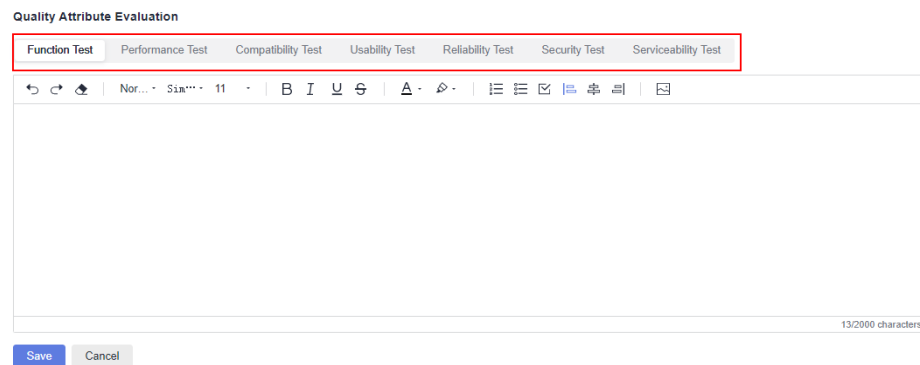 Quality Attribute Evaluation
Function Test Performance Test Compatibility Test Usability Test Reliability Test Security Test Serviceability Test
Nor... Sim... 11 B I U S A
13/2000 characters
Save Cancel